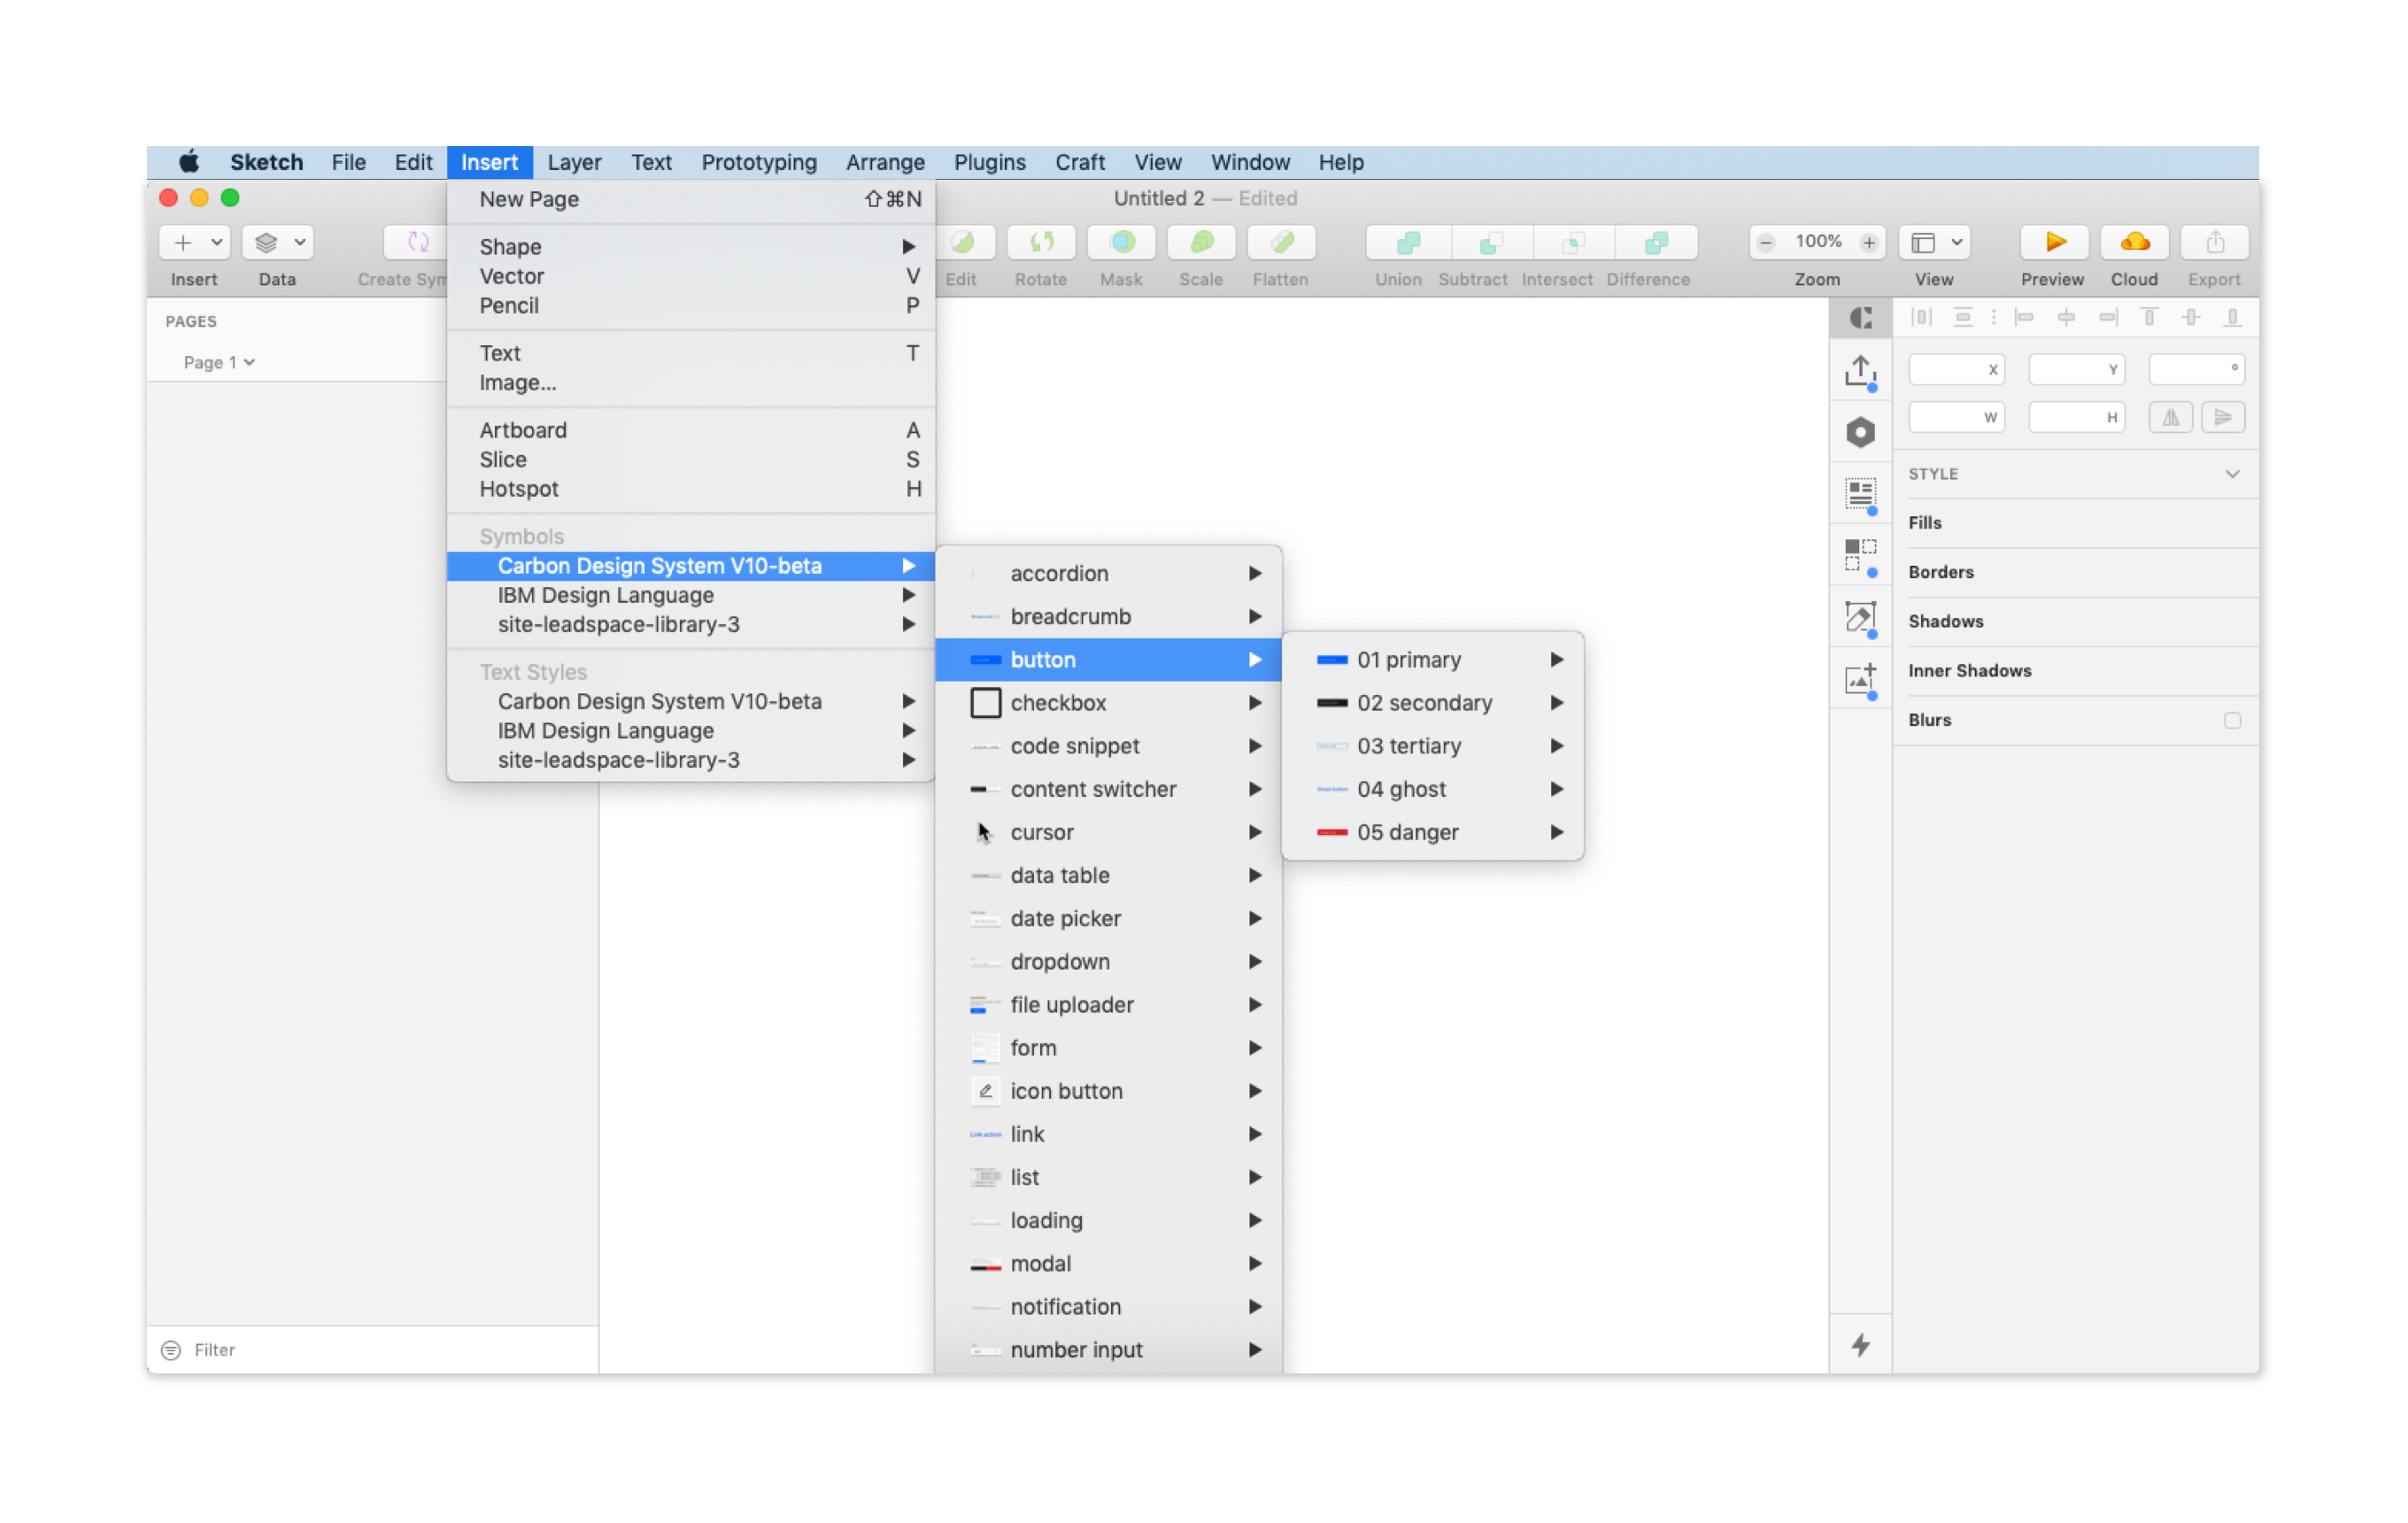 Sketch File Edit Insert Layer Text Prototyping Arrange Plugins Craft View Window Help
Untitled 2 — Edited
100%
Insert Data Create Sym Edit Rotate Mask Scale Flatten Union Subtract Intersect Difference Zoom View Preview Cloud Export
PAGES
Page 1
Filter
New Page ⇧⌘N
Shape
Vector V
Pencil P
Text T
Image...
Artboard A
Slice S
Hotspot H
Symbols
Carbon Design System V10-beta
IBM Design Language
site-leadspace-library-3
Text Styles
Carbon Design System V10-beta
IBM Design Language
site-leadspace-library-3
accordion
breadcrumb
button
checkbox
code snippet
content switcher
cursor
data table
date picker
dropdown
file uploader
form
icon button
Link action link
list
loading
modal
notification
number input
01 primary
02 secondary
03 tertiary
Ghost button 04 ghost
05 danger
X Y °
W H
STYLE
Fills
Borders
Shadows
Inner Shadows
Blurs